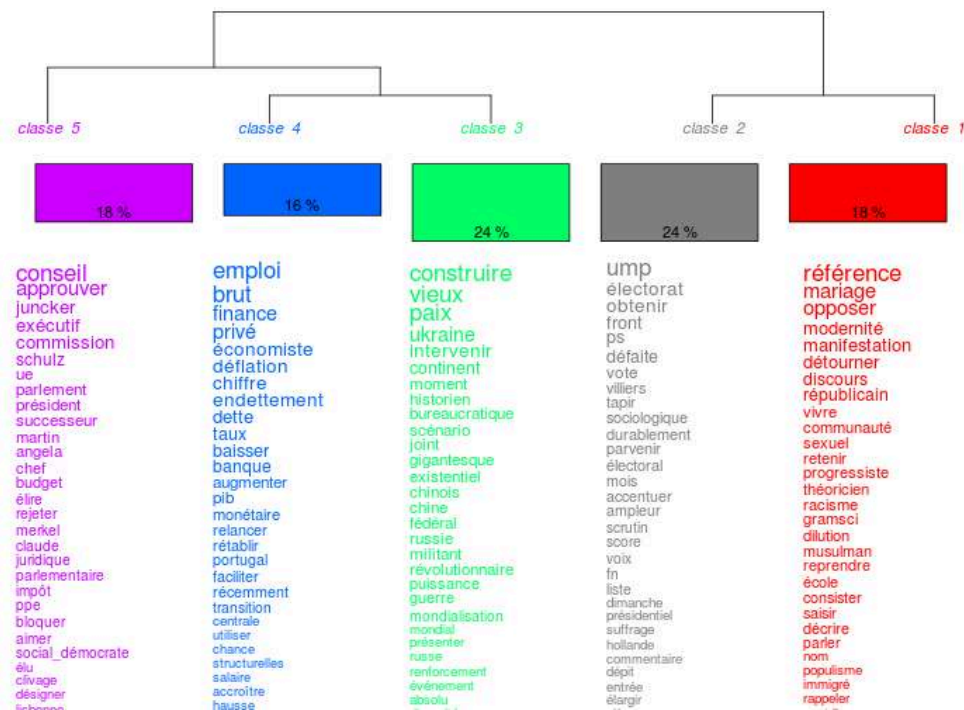 classe 5
classe 4
classe 3
classe 2
classe 1
18 %
16 %
24 %
24 %
18 %
conseil
approuver
juncker
exécutif
commission
schulz
ue
parlement
président
successeur
martin
angela
chef
budget
élire
rejeter
merkel
claude
juridique
parlementaire
impôt
ppe
bloquer
aimer
social_démocrate
élu
clivage
désigner
emploi
brut
finance
privé
économiste
déflation
chiffre
endettement
dette
taux
baisser
banque
augmenter
pib
monétaire
relancer
rétablir
portugal
faciliter
récemment
transition
centrale
utiliser
chance
structurelles
salaire
accroître
hausse
construire
vieux
paix
ukraine
intervenir
continent
moment
historien
bureaucratique
scénario
joint
gigantesque
existentiel
chinois
chine
fédéral
russie
militant
révolutionnaire
puissance
guerre
mondialisation
mondial
présenter
russe
renforcement
événement
absolu
ump
électorat
obtenir
front
ps
défaite
vote
villiers
tapir
sociologique
durablement
parvenir
électoral
mois
accentuer
ampleur
scrutin
score
voix
fn
liste
dimanche
présidentiel
suffrage
hollande
commentaire
dépit
entrée
élargir
référence
mariage
opposer
modernité
manifestation
détourner
discours
républicain
vivre
communauté
sexuel
retenir
progressiste
théoricien
racisme
gramsci
dilution
musulman
reprendre
école
consister
saisir
décrire
parler
nom
populisme
immigré
rappeler